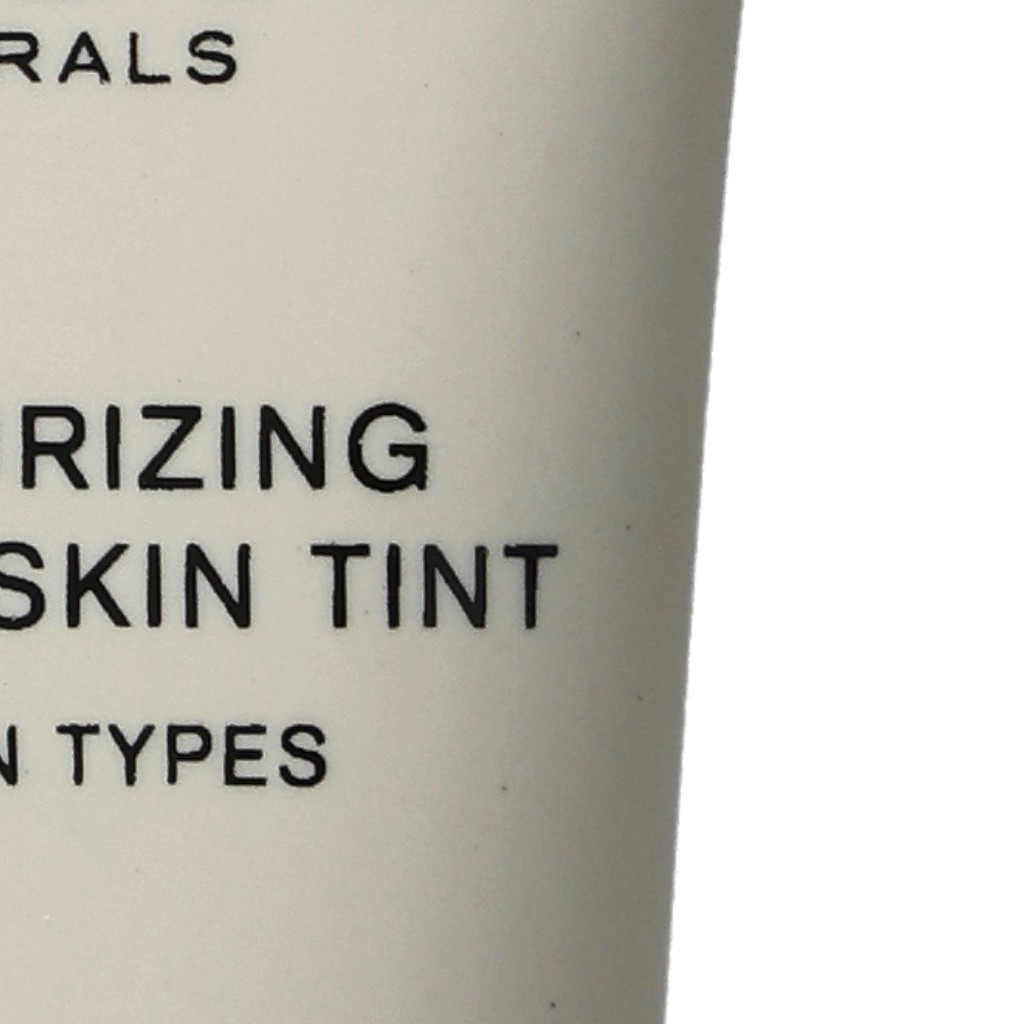 RALS
RIZING
SKIN TINT
N TYPES